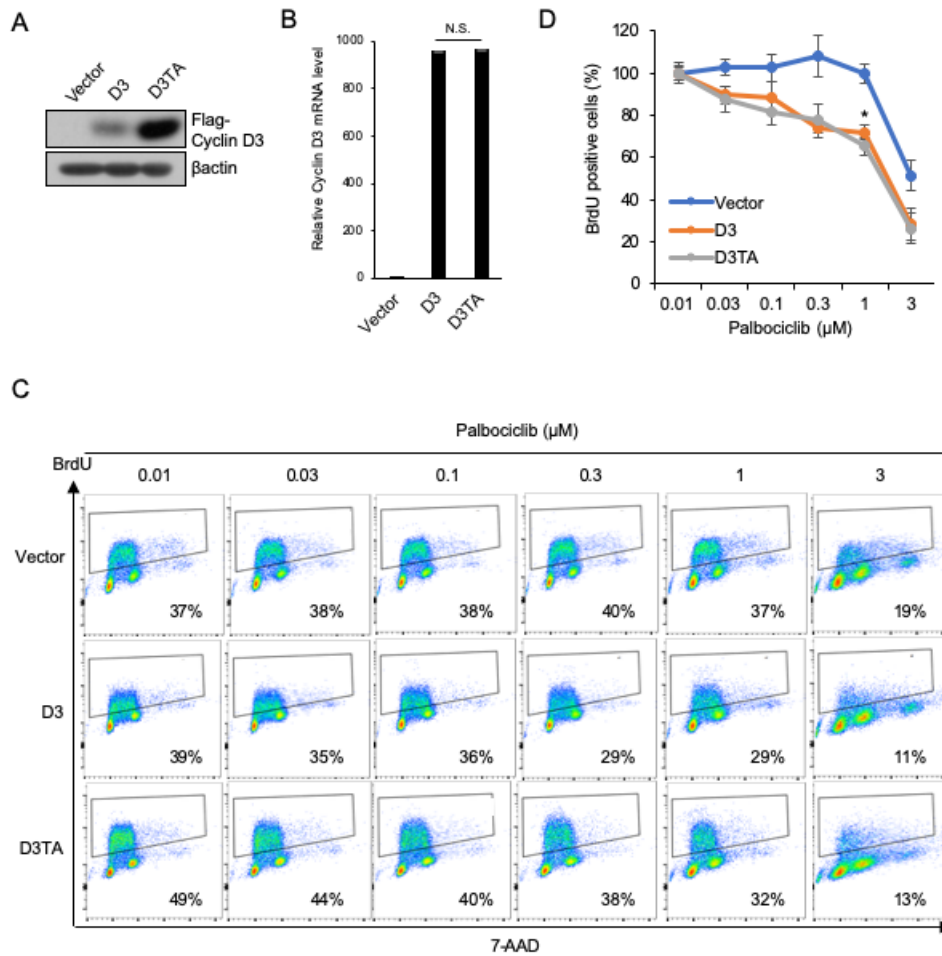 A
Vector
D3
D3TA
Flag-
Cyclin D3
βactin
B
Relative Cyclin D3 mRNA level
1000
800
600
400
200
0
N.S.
Vector
D3
D3TA
D
BrdU positive cells (%)
120
100
80
60
40
20
0
*
Vector
D3
D3TA
0.01 0.03 0.1 0.3 1 3
Palbociclib (μM)
C
Palbociclib (μM)
BrdU
0.01 0.03 0.1 0.3 1 3
Vector
37% 38% 38% 40% 37% 19%
D3
39% 35% 36% 29% 29% 11%
D3TA
49% 44% 40% 38% 32% 13%
7-AAD